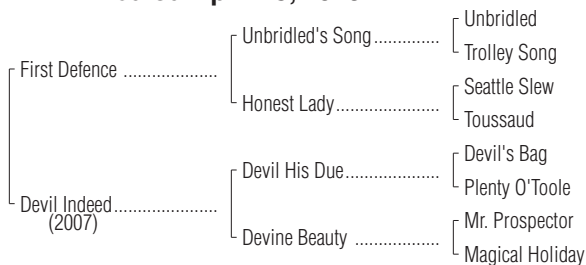 Unbridled
Unbridled's Song
Trolley Song
First Defence
Seattle Slew
Honest Lady
Toussaud
Devil's Bag
Devil His Due
Plenty O'Toole
Devil Indeed
(2007)
Mr. Prospector
Devine Beauty
Magical Holiday